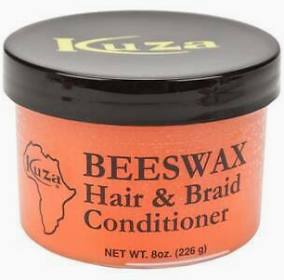 Kuza
Kuza
BEESWAX
Hair & Braid
Conditioner
NET WT. 8oz. (226 g)